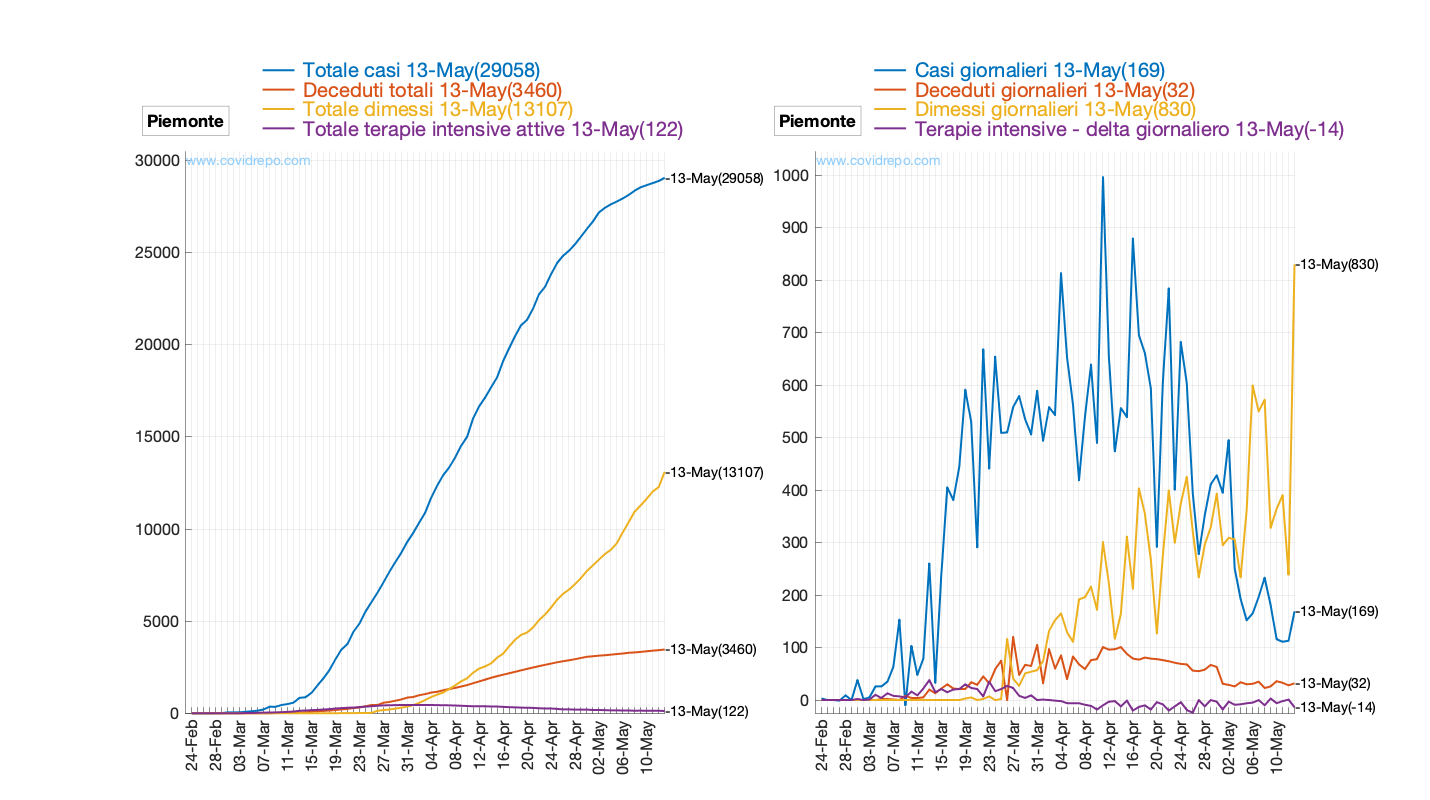 Totale casi 13-May(29058)
Deceduti totali 13-May(3460)
Totale dimessi 13-May(13107)
Totale terapie intensive attive 13-May(122)
Piemonte
www.covidrepo.com
30000
25000
20000
15000
10000
5000
0
13-May(29058)
13-May(13107)
13-May(3460)
13-May(122)
24-Feb
28-Feb
03-Mar
07-Mar
11-Mar
15-Mar
19-Mar
23-Mar
27-Mar
31-Mar
04-Apr
08-Apr
12-Apr
16-Apr
20-Apr
24-Apr
28-Apr
02-May
06-May
10-May
Casi giornalieri 13-May(169)
Deceduti giornalieri 13-May(32)
Dimessi giornalieri 13-May(830)
Terapie intensive - delta giornaliero 13-May(-14)
Piemonte
www.covidrepo.com
1000
900
800
700
600
500
400
300
200
100
0
13-May(830)
13-May(169)
13-May(32)
13-May(-14)
24-Feb
28-Feb
03-Mar
07-Mar
11-Mar
15-Mar
19-Mar
23-Mar
27-Mar
31-Mar
04-Apr
08-Apr
12-Apr
16-Apr
20-Apr
24-Apr
28-Apr
02-May
06-May
10-May